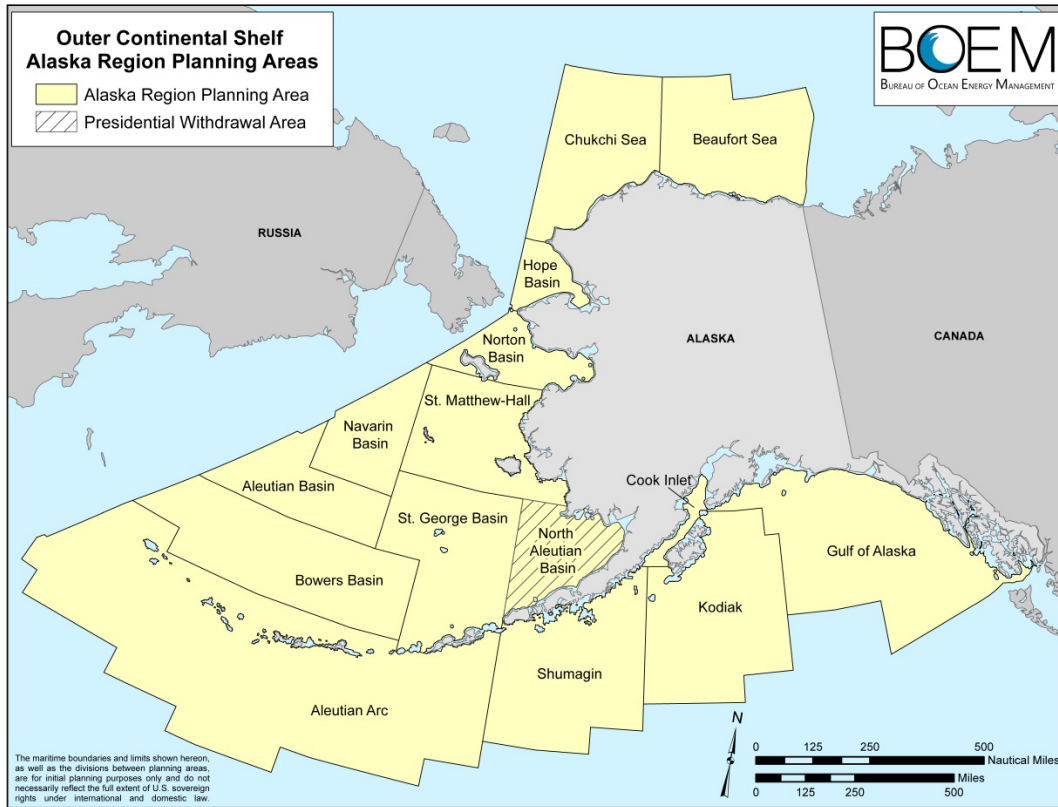 Outer Continental Shelf
Alaska Region Planning Areas
Alaska Region Planning Area
Presidential Withdrawal Area
BOEM
BUREAU OF OCEAN ENERGY MANAGEMENT
Chukchi Sea
Beaufort Sea
RUSSIA
Hope
Basin
ALASKA
CANADA
Norton
Basin
St. Matthew-Hall
Navarin
Basin
Aleutian Basin
Cook Inlet
St. George Basin
North
Aleutian
Basin
Gulf of Alaska
Bowers Basin
Kodiak
Shumagin
Aleutian Arc
N
0 125 250 500
Nautical Miles
Miles
0 125 250 500
The maritime boundaries and limits shown hereon,
as well as the divisions between planning areas,
are for initial planning purposes only and do not
necessarily reflect the full extent of U.S. sovereign
rights under international and domestic law.